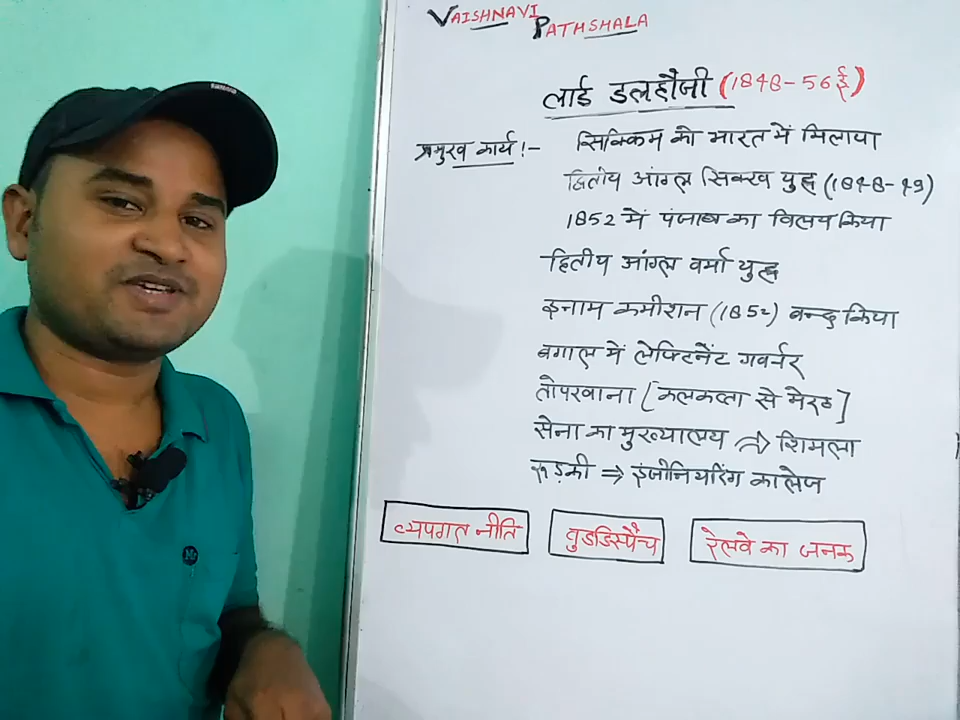 VAISHNAVI
PATHSHALA
लार्ड डलहौजी (1848-56ई)
प्रमुख कार्य :- सिक्किम को भारत में मिलाया
द्वितीय आंग्ल सिक्ख युद्ध (1848-49)
1852 में पंजाब का विलय किया
द्वितीय आंग्ल वर्मा युद्ध
इनाम कमीशन (1852) बन्द किया
बंगाल में लेफ्टिनेंट गवर्नर
तोपखाना [कलकत्ता से मेरठ]
सेना का मुख्यालय ⇒ शिमला
रूड़की ⇒ इंजीनियरिंग कालेज
व्यपगत नीति वुडडिस्पैच रेलवे का जनक